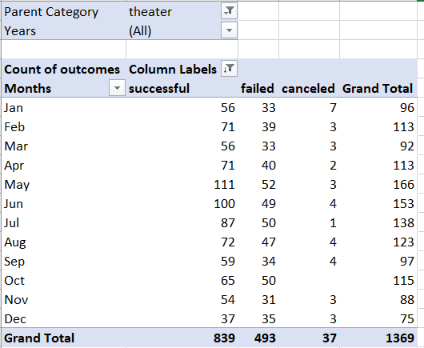 Parent Category theater
Years (All)
Count of outcomes Column Labels
Months successful failed canceled Grand Total
Jan 56 33 7 96
Feb 71 39 3 113
Mar 56 33 3 92
Apr 71 40 2 113
May 111 52 3 166
Jun 100 49 4 153
Jul 87 50 1 138
Aug 72 47 4 123
Sep 59 34 4 97
Oct 65 50 115
Nov 54 31 3 88
Dec 37 35 3 75
Grand Total 839 493 37 1369